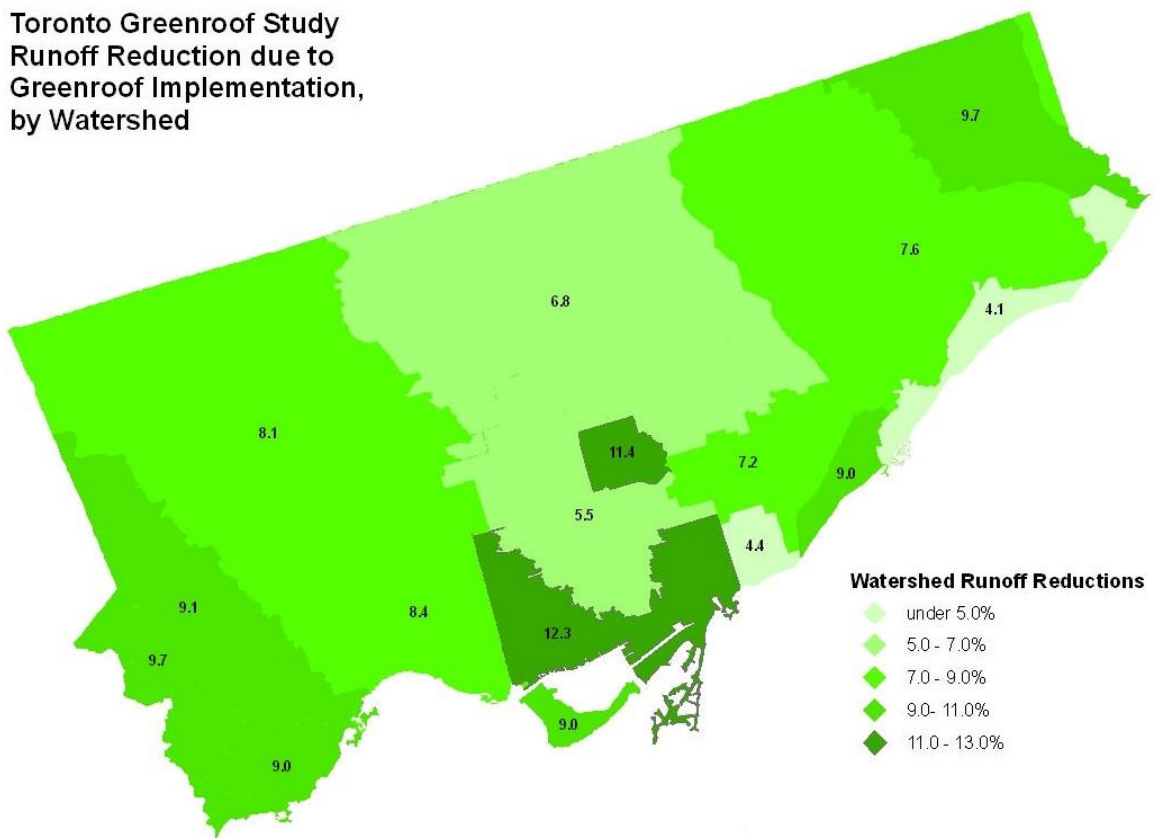 Toronto Greenroof Study
Runoff Reduction due to
Greenroof Implementation,
by Watershed
9.7
7.6
6.8
4.1
8.1
11.4
7.2
9.0
5.5
4.4
9.1
8.4
12.3
9.7
9.0
9.0
Watershed Runoff Reductions
under 5.0%
5.0 - 7.0%
7.0 - 9.0%
9.0- 11.0%
11.0 - 13.0%